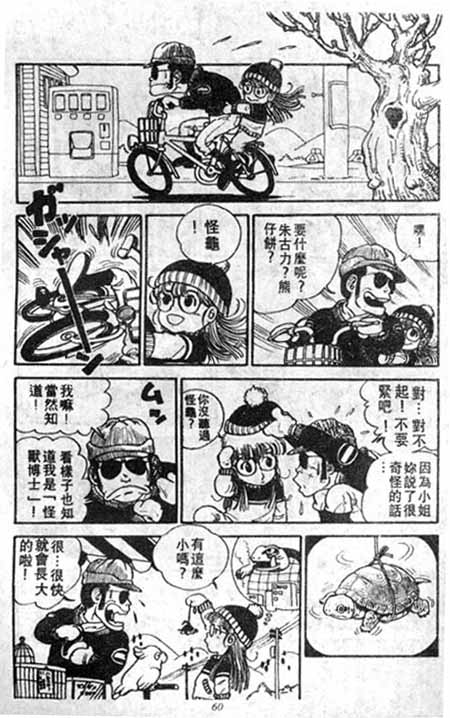 嘿！
要什麼呢？
朱古力？熊
仔餅？
怪龜
！
ガッ
シャーーン
對…對不
起！不要
緊吧！
因為小姐
妳說了很
奇怪的話
…
你沒聽過
怪龜？
ムッ
我嘛！
當然知
道！
看樣子也知
道我是「怪
獸博士」！
有這麼
小嗎？
很…很快
就會長大
的啦！
60